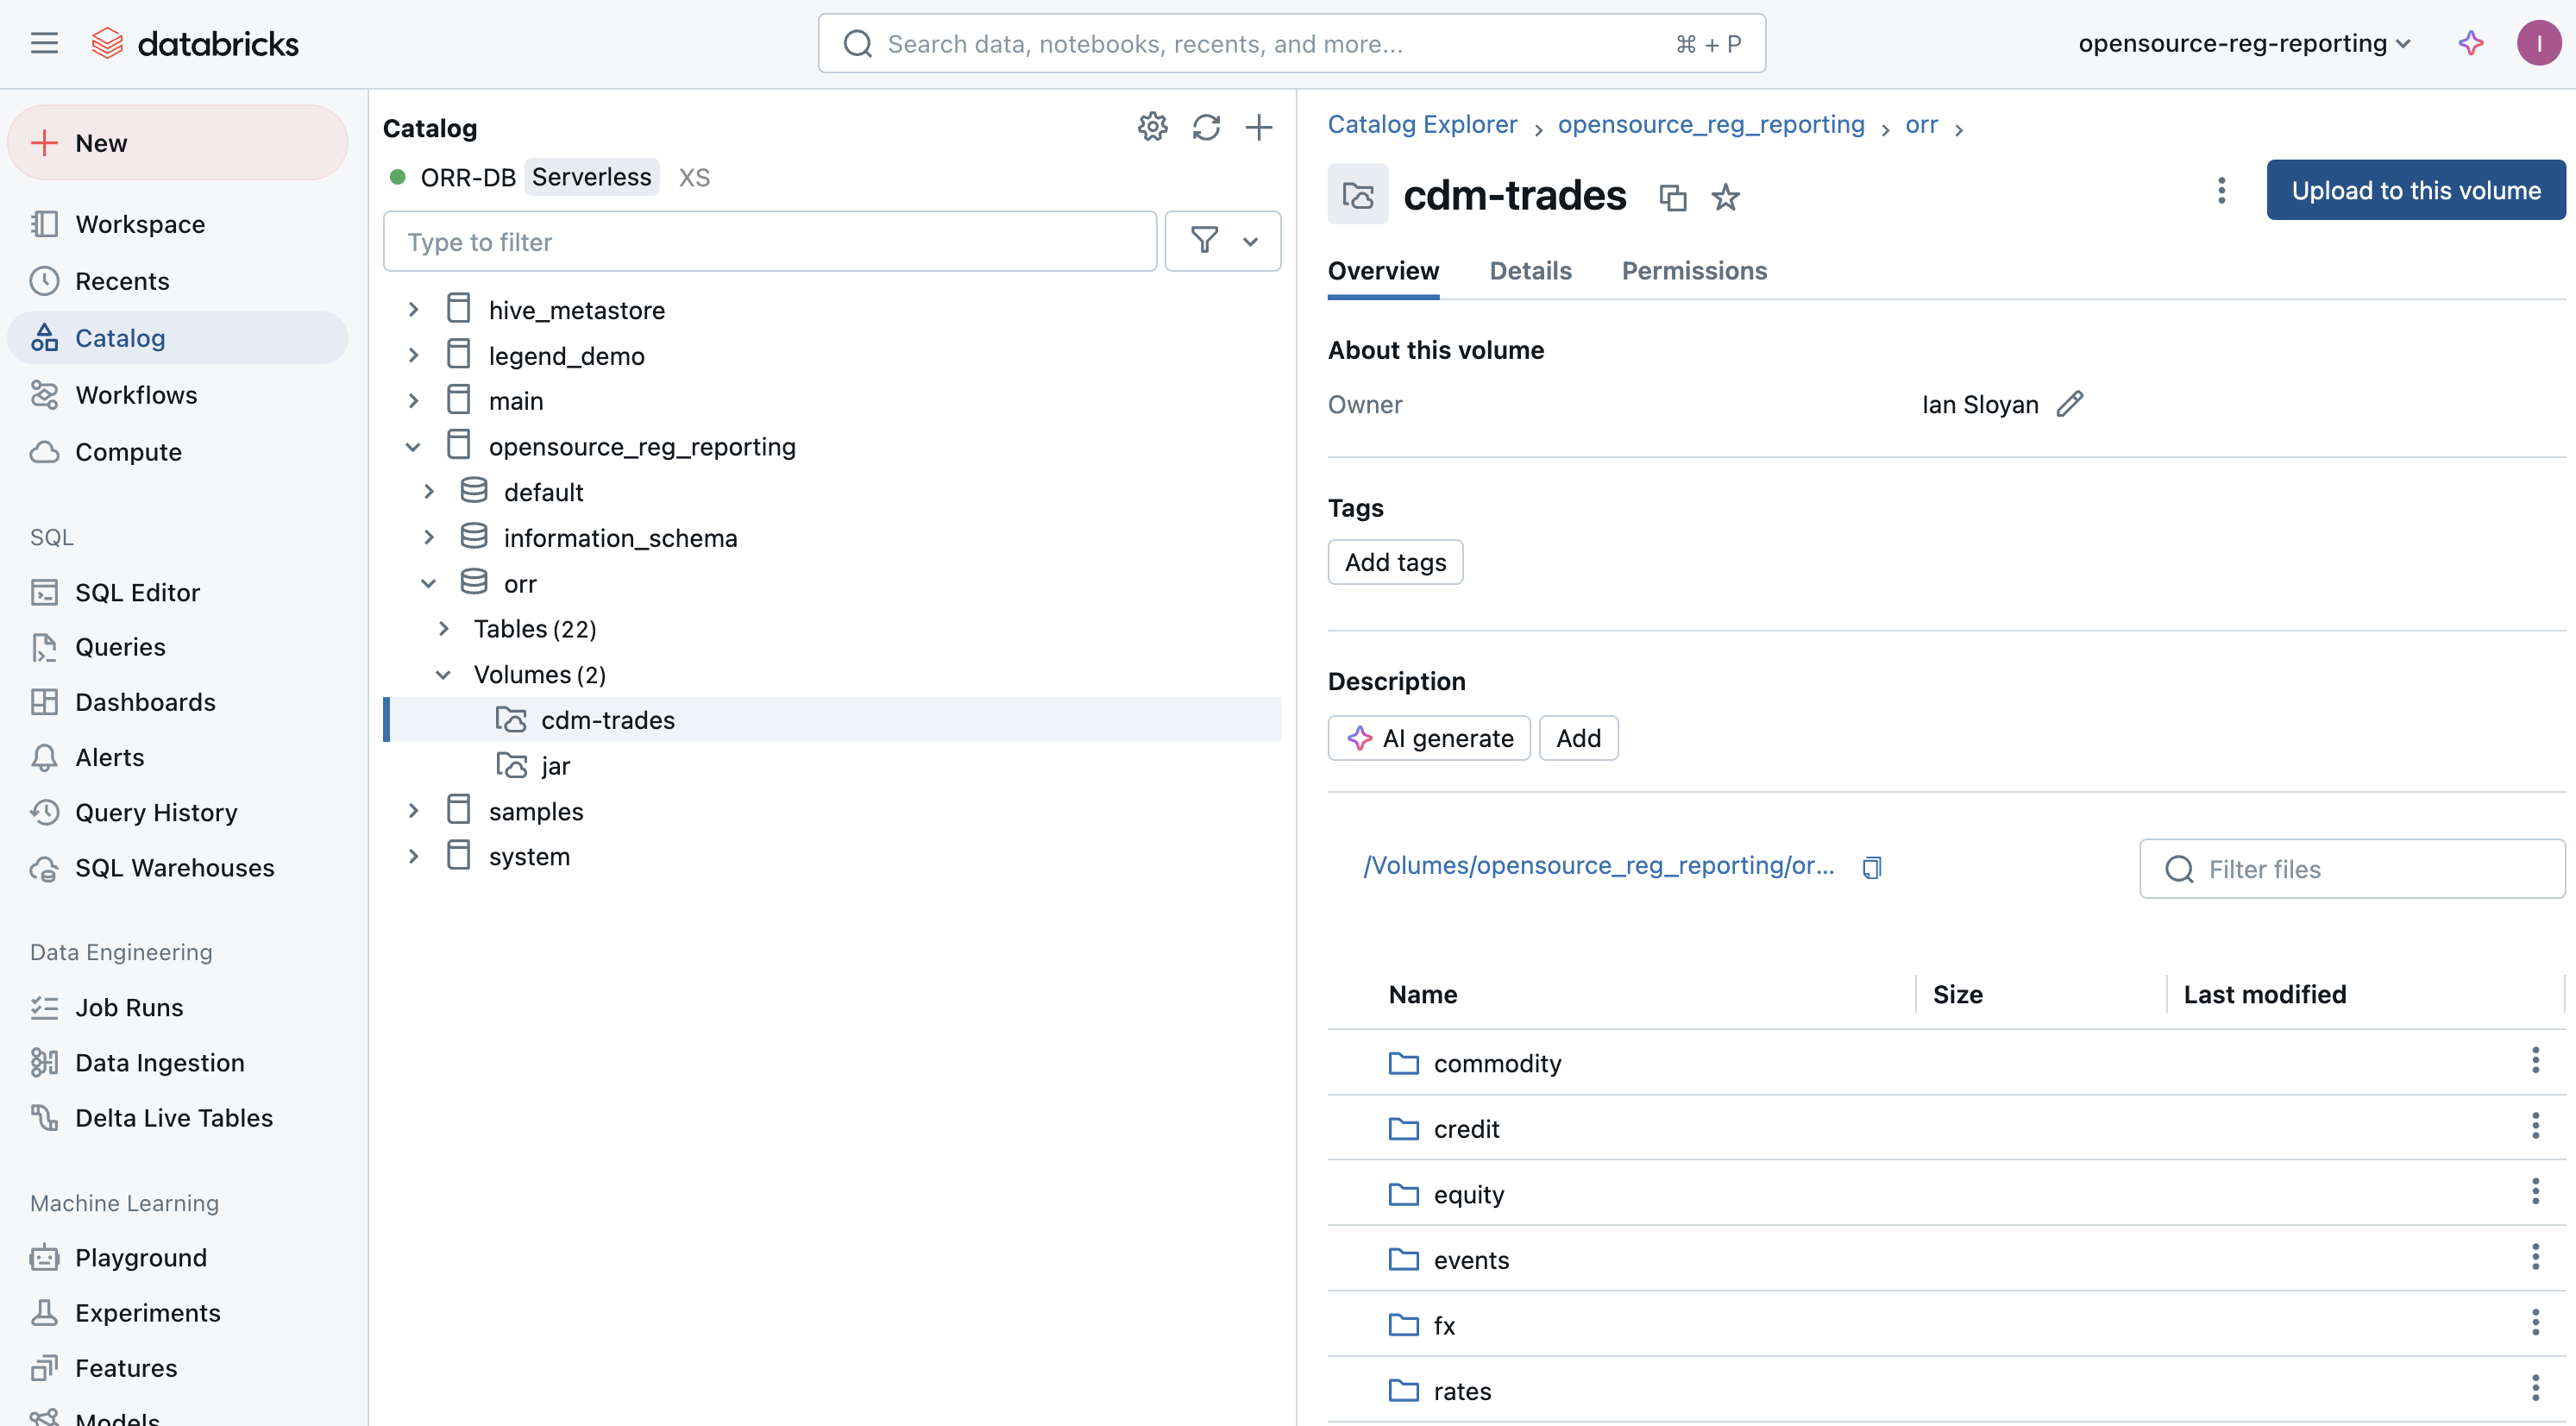 databricks
Search data, notebooks, recents, and more...
⌘ + P
opensource-reg-reporting
I
New
Workspace
Recents
Catalog
Workflows
Compute
SQL
SQL Editor
Queries
Dashboards
Alerts
Query History
SQL Warehouses
Data Engineering
Job Runs
Data Ingestion
Delta Live Tables
Machine Learning
Playground
Experiments
Features
Models
Catalog
ORR-DB Serverless XS
Type to filter
hive_metastore
legend_demo
main
opensource_reg_reporting
default
information_schema
orr
Tables (22)
Volumes (2)
cdm-trades
jar
samples
system
Catalog Explorer › opensource_reg_reporting › orr ›
cdm-trades
Upload to this volume
Overview
Details
Permissions
About this volume
Owner
Ian Sloyan
Tags
Add tags
Description
AI generate
Add
/Volumes/opensource_reg_reporting/or...
Filter files
Name
Size
Last modified
commodity
credit
equity
events
fx
rates